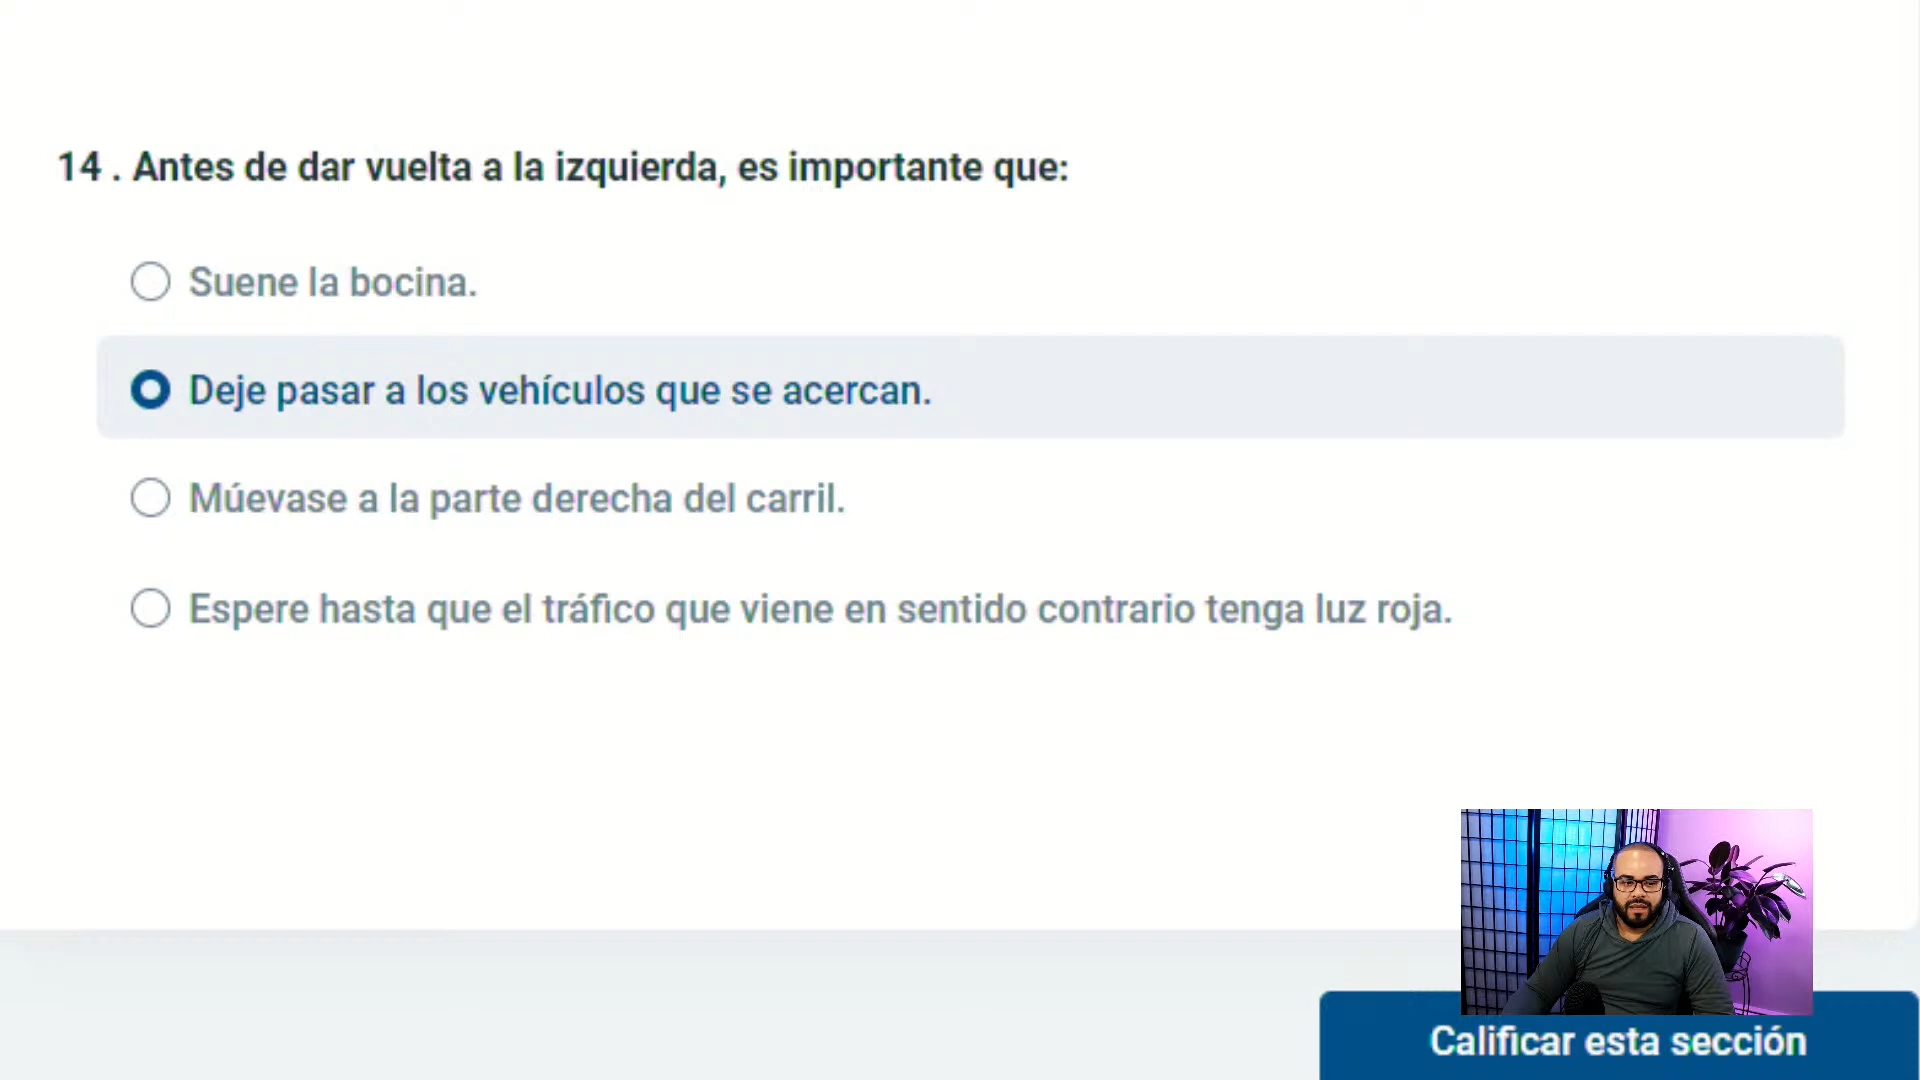 14 . Antes de dar vuelta a la izquierda, es importante que:
Suene la bocina.
Deje pasar a los vehículos que se acercan.
Múevase a la parte derecha del carril.
Espere hasta que el tráfico que viene en sentido contrario tenga luz roja.
Calificar esta sección